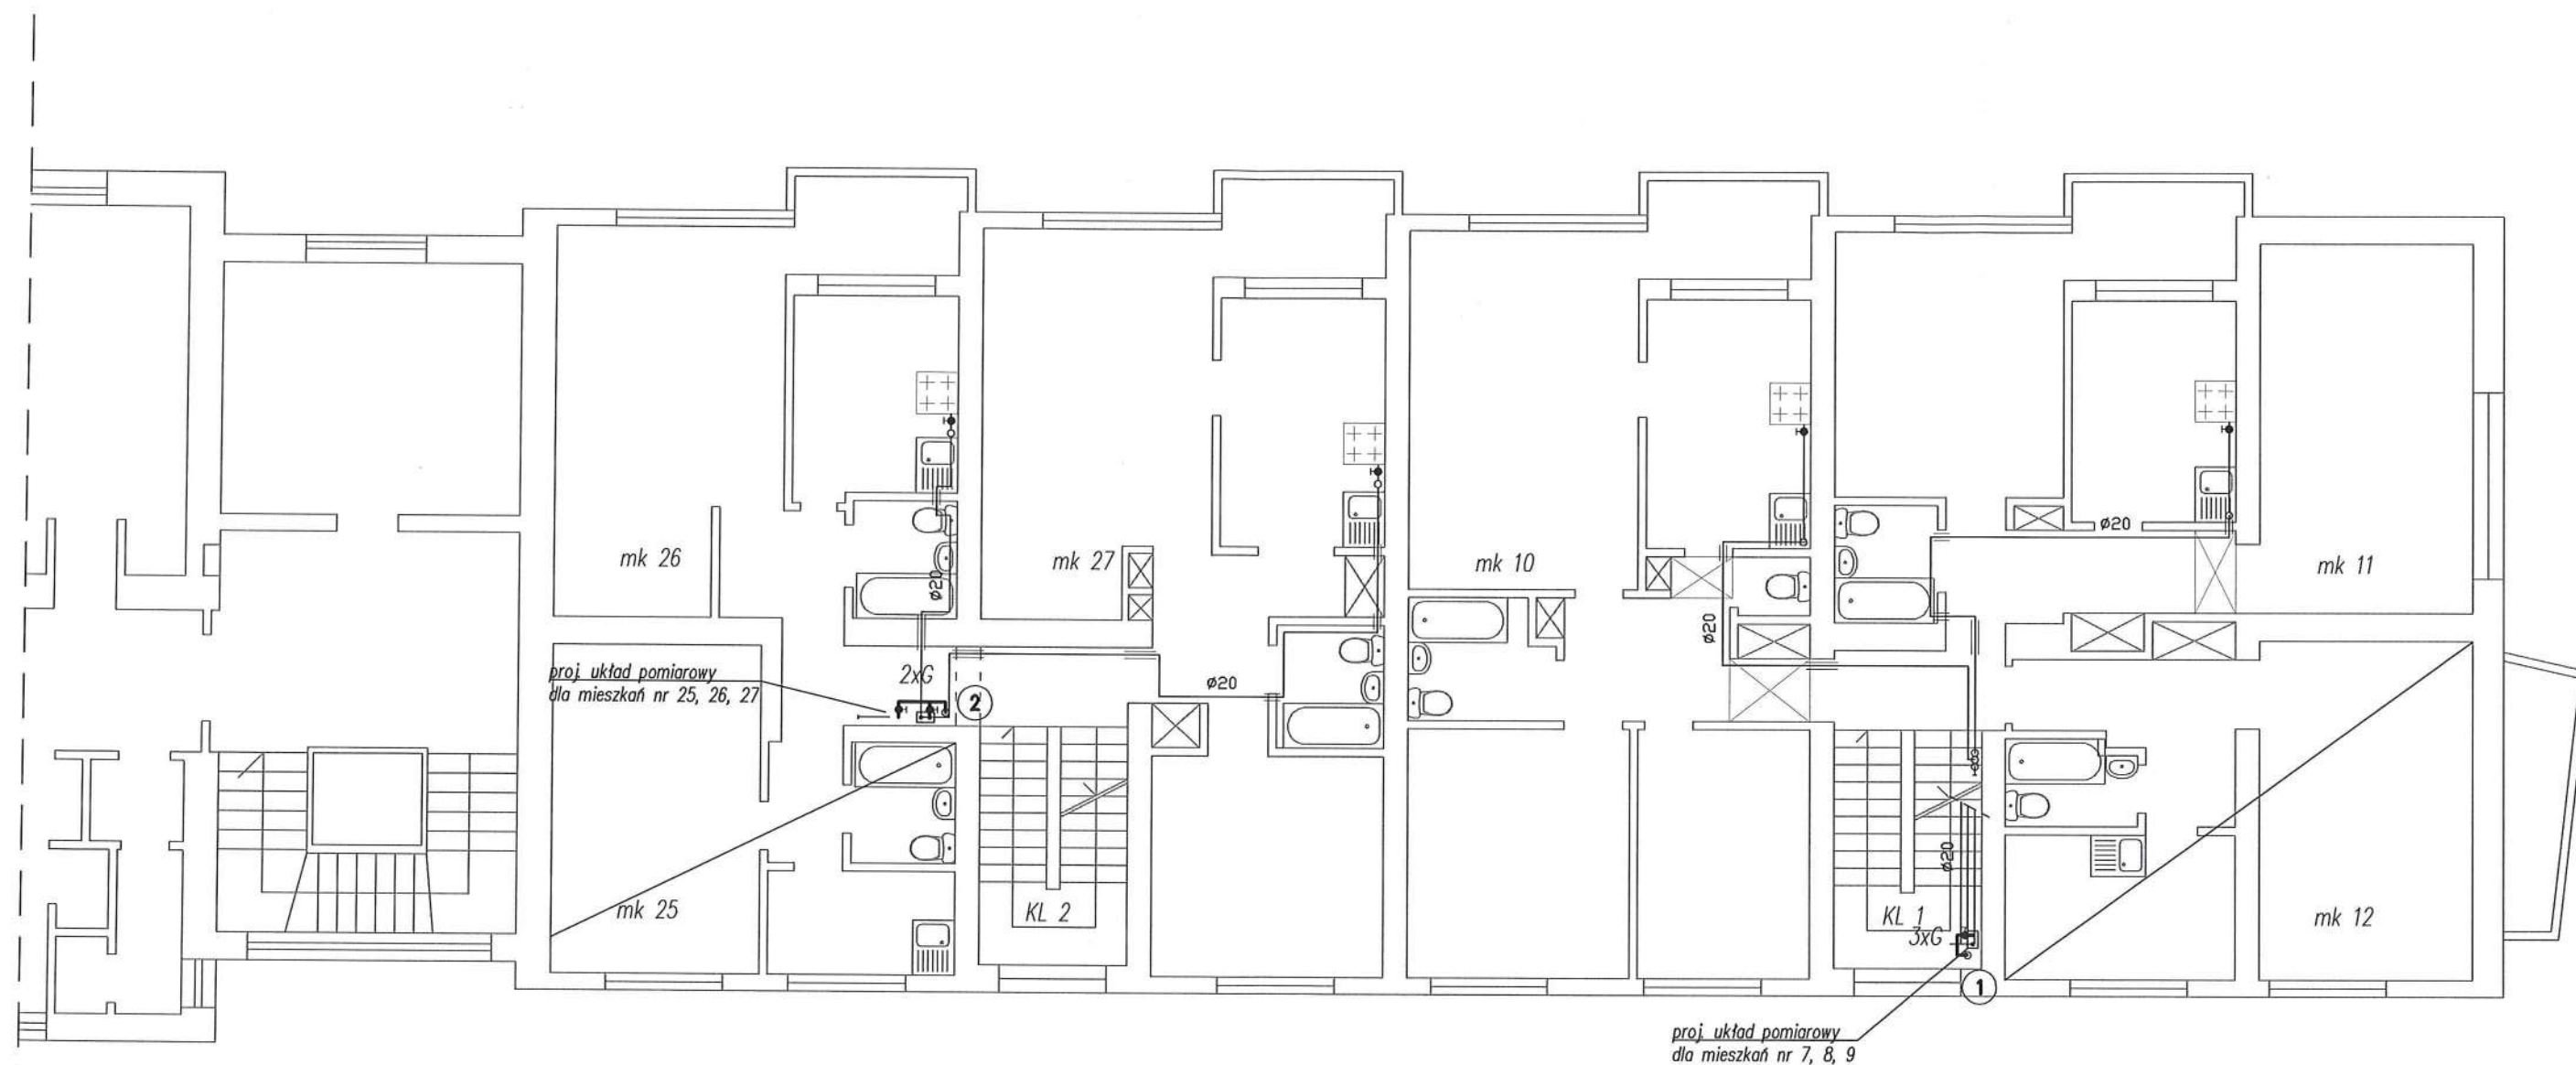 mk 26
mk 27
mk 10
mk 11
Ø20
Ø20
Ø20
Ø20
proj. układ pomiarowy
dla mieszkań nr 25, 26, 27
2xG
2
mk 25
KL 2
Ø20
KL 1
3xG
mk 12
1
proj. układ pomiarowy
dla mieszkań nr 7, 8, 9